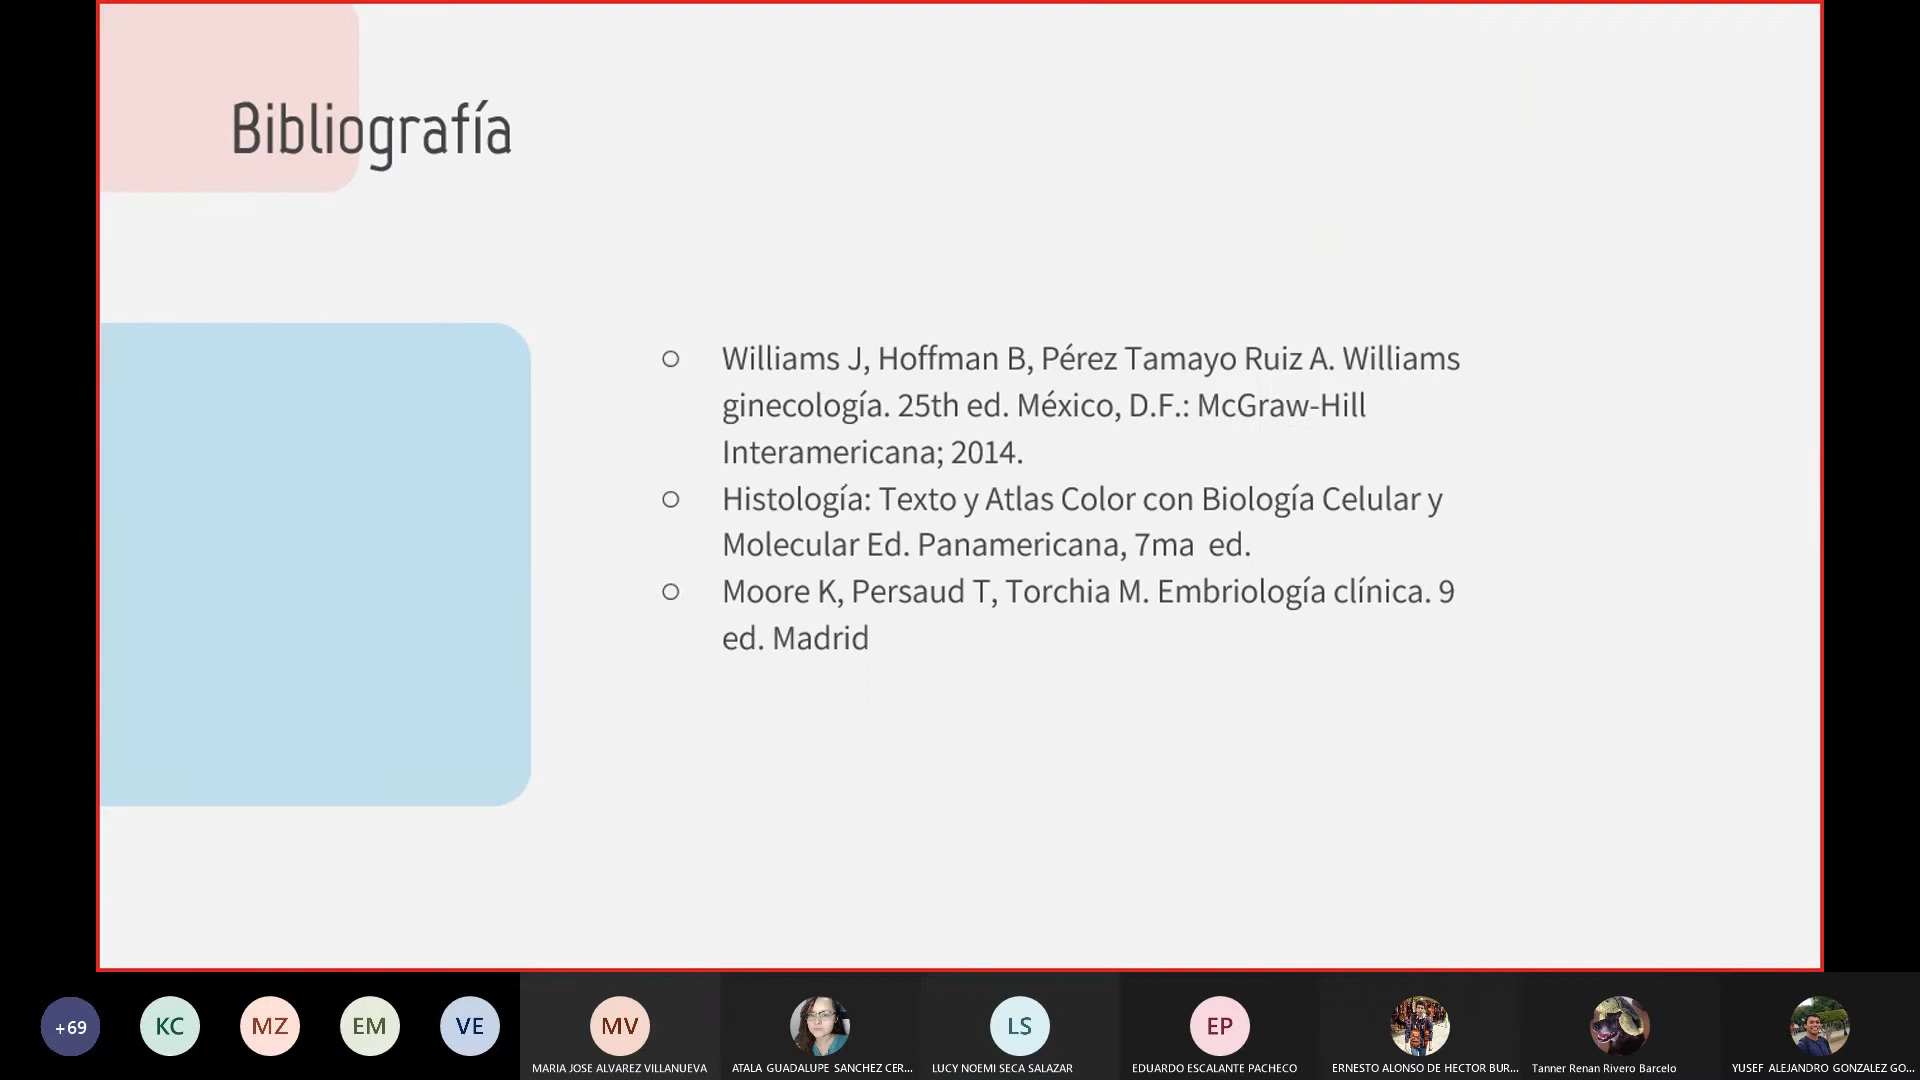 Bibliografía
Williams J, Hoffman B, Pérez Tamayo Ruiz A. Williams
ginecología. 25th ed. México, D.F.: McGraw-Hill
Interamericana; 2014.
Histología: Texto y Atlas Color con Biología Celular y
Molecular Ed. Panamericana, 7ma ed.
Moore K, Persaud T, Torchia M. Embriología clínica. 9
ed. Madrid
+69
KC
MZ
EM
VE
MV
LS
EP
MARIA JOSE ALVAREZ VILLANUEVA
ATALA GUADALUPE SANCHEZ CER...
LUCY NOEMI SECA SALAZAR
EDUARDO ESCALANTE PACHECO
ERNESTO ALONSO DE HECTOR BUR...
Tanner Renan Rivero Barcelo
YUSEF ALEJANDRO GONZALEZ GO...